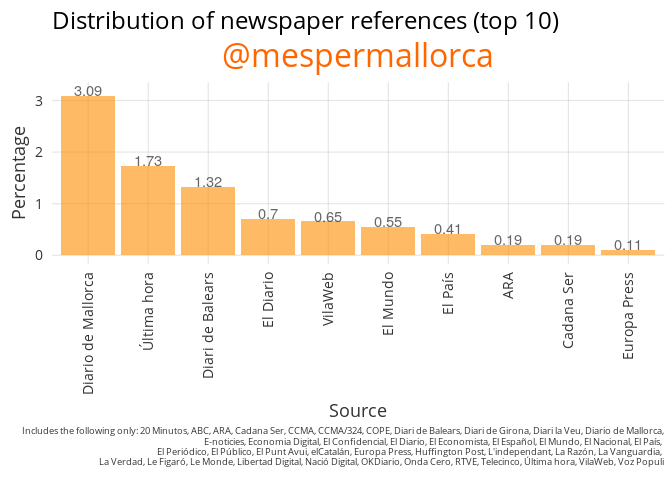 Distribution of newspaper references (top 10)
@mespermallorca
Percentage
3
2
1
0
3.09
1.73
1.32
0.7
0.65
0.55
0.41
0.19
0.19
0.11
Diario de Mallorca
Última hora
Diari de Balears
El Diario
VilaWeb
El Mundo
El País
ARA
Cadana Ser
Europa Press
Source
Includes the following only: 20 Minutos, ABC, ARA, Cadana Ser, CCMA, CCMA/324, COPE, Diari de Balears, Diari de Girona, Diari la Veu, Diario de Mallorca,
E-noticies, Economia Digital, El Confidencial, El Diario, El Economista, El Español, El Mundo, El Nacional, El País,
El Periódico, El Público, El Punt Avui, elCatalán, Europa Press, Huffington Post, L'independant, La Razón, La Vanguardia,
La Verdad, Le Figaró, Le Monde, Libertad Digital, Nació Digital, OKDiario, Onda Cero, RTVE, Telecinco, Última hora, VilaWeb, Voz Populi